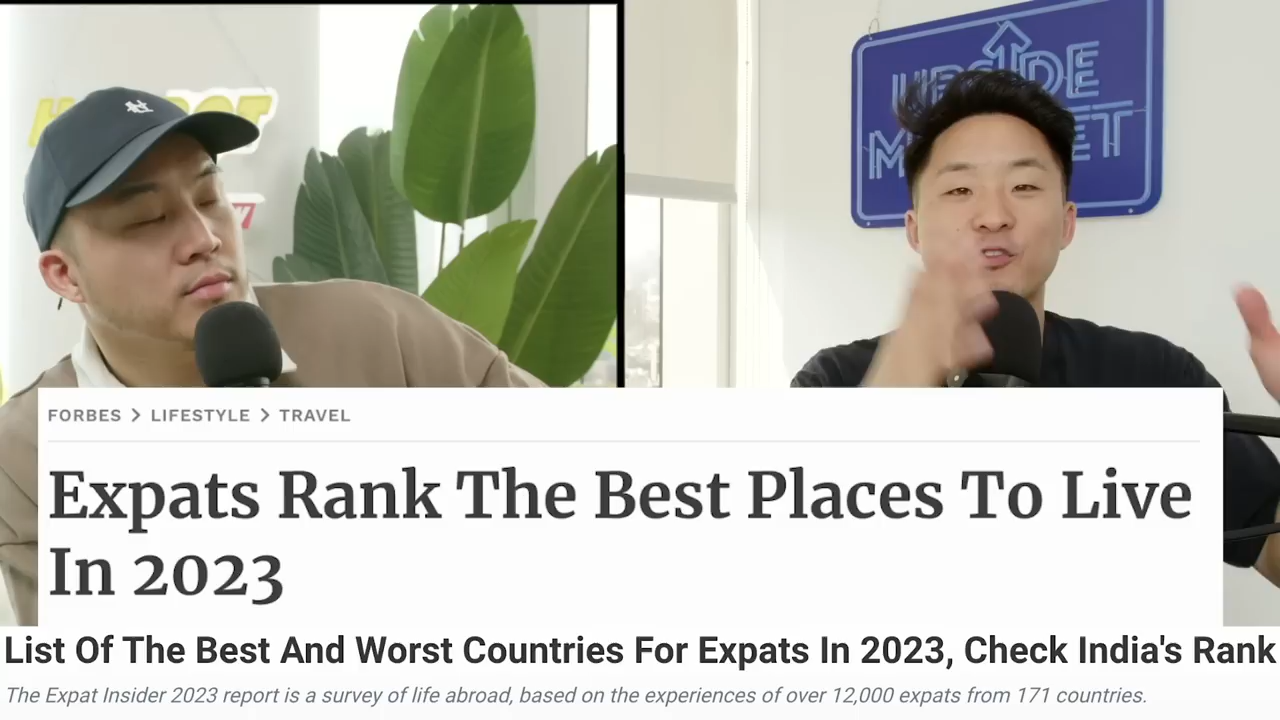 UPSIDE
MARKET
FORBES > LIFESTYLE > TRAVEL
Expats Rank The Best Places To Live
In 2023
List Of The Best And Worst Countries For Expats In 2023, Check India's Rank
The Expat Insider 2023 report is a survey of life abroad, based on the experiences of over 12,000 expats from 171 countries.